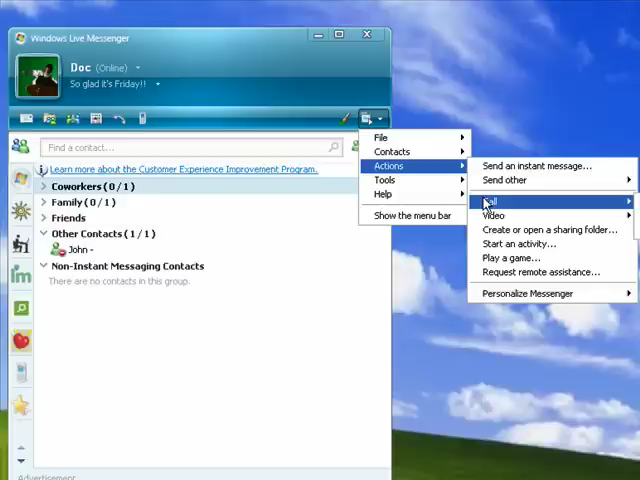 Windows Live Messenger
Doc (Online)
So glad it's Friday!!
Find a contact...
Learn more about the Customer Experience Improvement Program.
Coworkers ( 0 / 1 )
Family ( 0 / 1 )
Friends
Other Contacts ( 1 / 1 )
John -
Non-Instant Messaging Contacts
There are no contacts in this group.
Advertisement
File
Contacts
Actions
Tools
Help
Show the menu bar
Send an instant message...
Send other
Video
Create or open a sharing folder...
Start an activity...
Play a game...
Request remote assistance...
Personalize Messenger
im